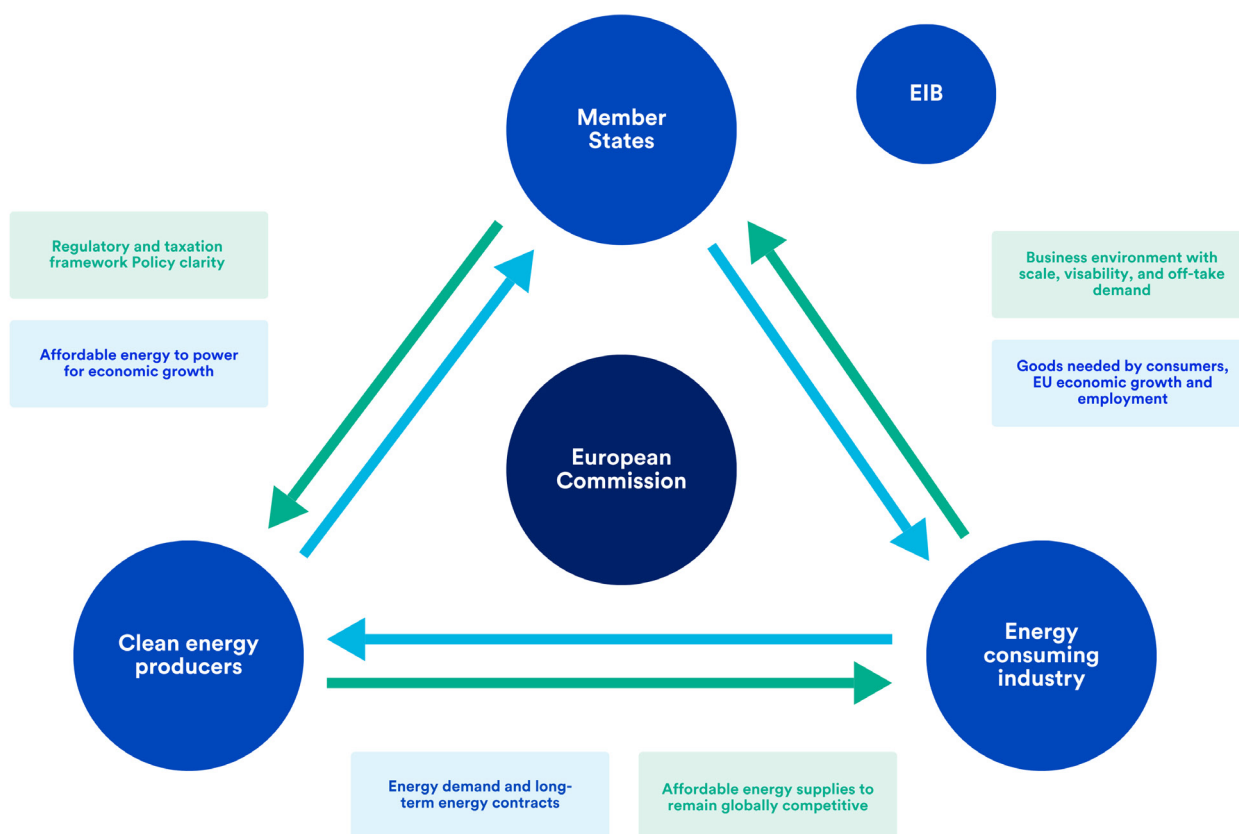 Member
States
EIB
Regulatory and taxation
framework Policy clarity
Business environment with
scale, visability, and off-take
demand
Affordable energy to power
for economic growth
Goods needed by consumers,
EU economic growth and
employment
European
Commission
Clean energy
producers
Energy
consuming
industry
Energy demand and long-
term energy contracts
Affordable energy supplies to
remain globally competitive